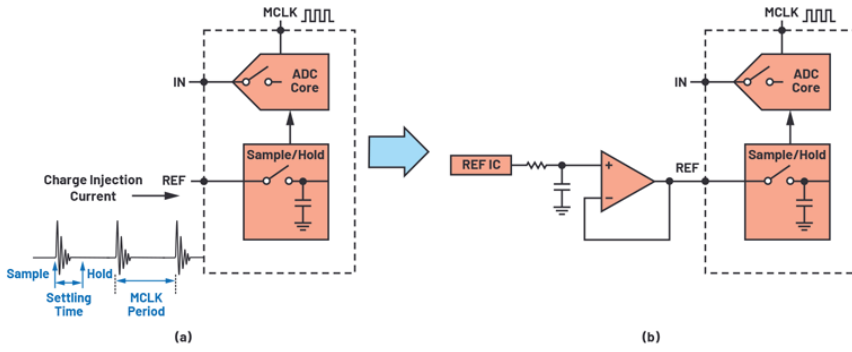 MCLK
IN
ADC
Core
Sample/Hold
REF
Charge Injection
Current
Sample
Hold
Settling
Time
MCLK
Period
(a)
MCLK
IN
ADC
Core
REF IC
+
−
REF
Sample/Hold
(b)